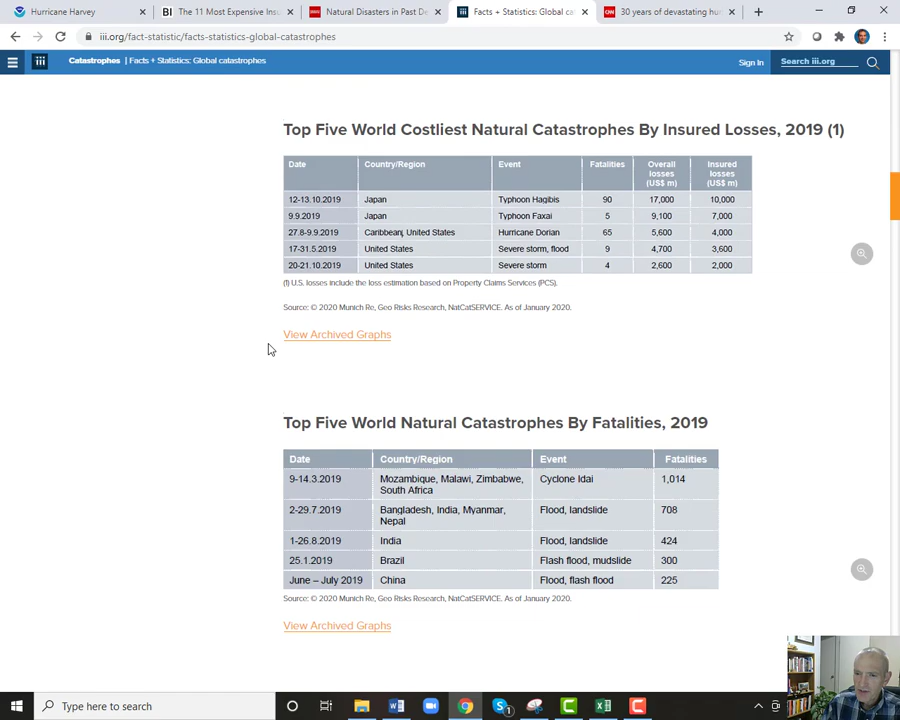 Hurricane Harvey
BI The 11 Most Expensive Insu
Natural Disasters in Past De
Facts + Statistics: Global cat
CNN 30 years of devastating hu
iii.org/fact-statistic/facts-statistics-global-catastrophes
iii Catastrophes | Facts + Statistics: Global catastrophes Sign In Search iii.org
Top Five World Costliest Natural Catastrophes By Insured Losses, 2019 (1)
Date Country/Region Event Fatalities Overall losses (US$ m) Insured losses (US$ m)
12-13.10.2019 Japan Typhoon Hagibis 90 17,000 10,000
9.9.2019 Japan Typhoon Faxai 5 9,100 7,000
27.8-9.9.2019 Caribbean, United States Hurricane Dorian 65 5,600 4,000
17-31.5.2019 United States Severe storm, flood 9 4,700 3,600
20-21.10.2019 United States Severe storm 4 2,600 2,000
(1) U.S. losses include the loss estimation based on Property Claims Services (PCS).
Source: © 2020 Munich Re, Geo Risks Research, NatCatSERVICE. As of January 2020.
View Archived Graphs
Top Five World Natural Catastrophes By Fatalities, 2019
Date Country/Region Event Fatalities
9-14.3.2019 Mozambique, Malawi, Zimbabwe, South Africa Cyclone Idai 1,014
2-29.7.2019 Bangladesh, India, Myanmar, Nepal Flood, landslide 708
1-26.8.2019 India Flood, landslide 424
25.1.2019 Brazil Flash flood, mudslide 300
June – July 2019 China Flood, flash flood 225
Source: © 2020 Munich Re, Geo Risks Research, NatCatSERVICE. As of January 2020.
View Archived Graphs
Type here to search